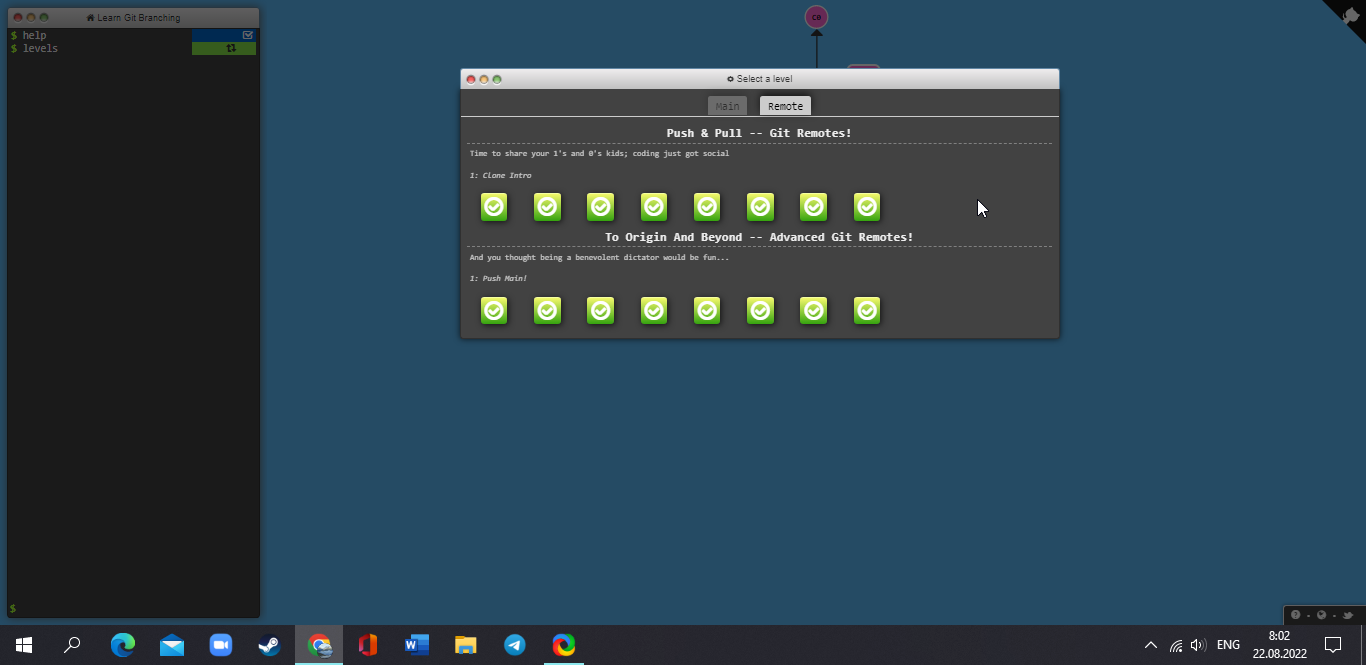 Learn Git Branching
$ help
$ levels
$
c0
Select a level
Main
Remote
Push & Pull -- Git Remotes!
Time to share your 1's and 0's kids; coding just got social
1: Clone Intro
To Origin And Beyond -- Advanced Git Remotes!
And you thought being a benevolent dictator would be fun...
1: Push Main!
ENG
8:02
22.08.2022